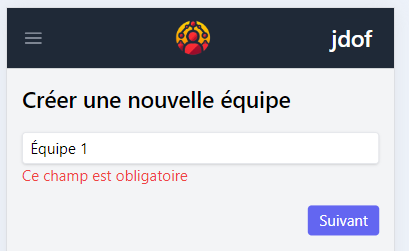 jdof
Créer une nouvelle équipe
Équipe 1
Ce champ est obligatoire
Suivant